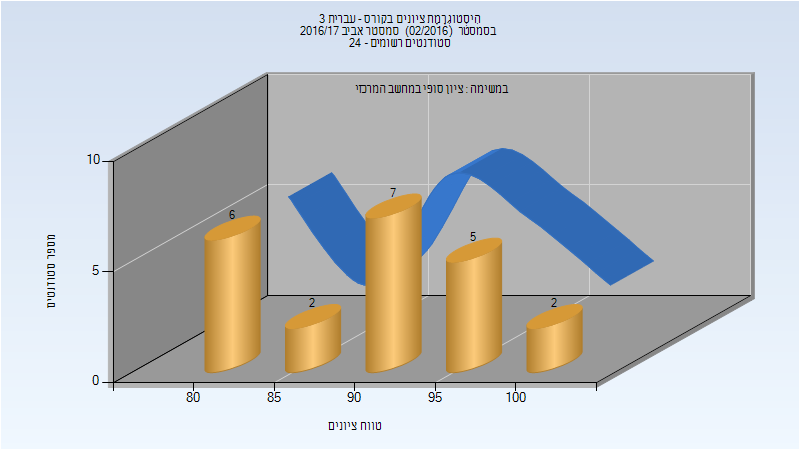 היסטוגרמת ציונים בקורס - עברית 3
בסמסטר (02/2016) סמסטר אביב 2016/17
סטודנטים רשומים - 24
במשימה : ציון סופי במחשב המרכזי
מספר סטודנטים
10
5
0
6
2
7
5
2
80
85
90
95
100
טווח ציונים